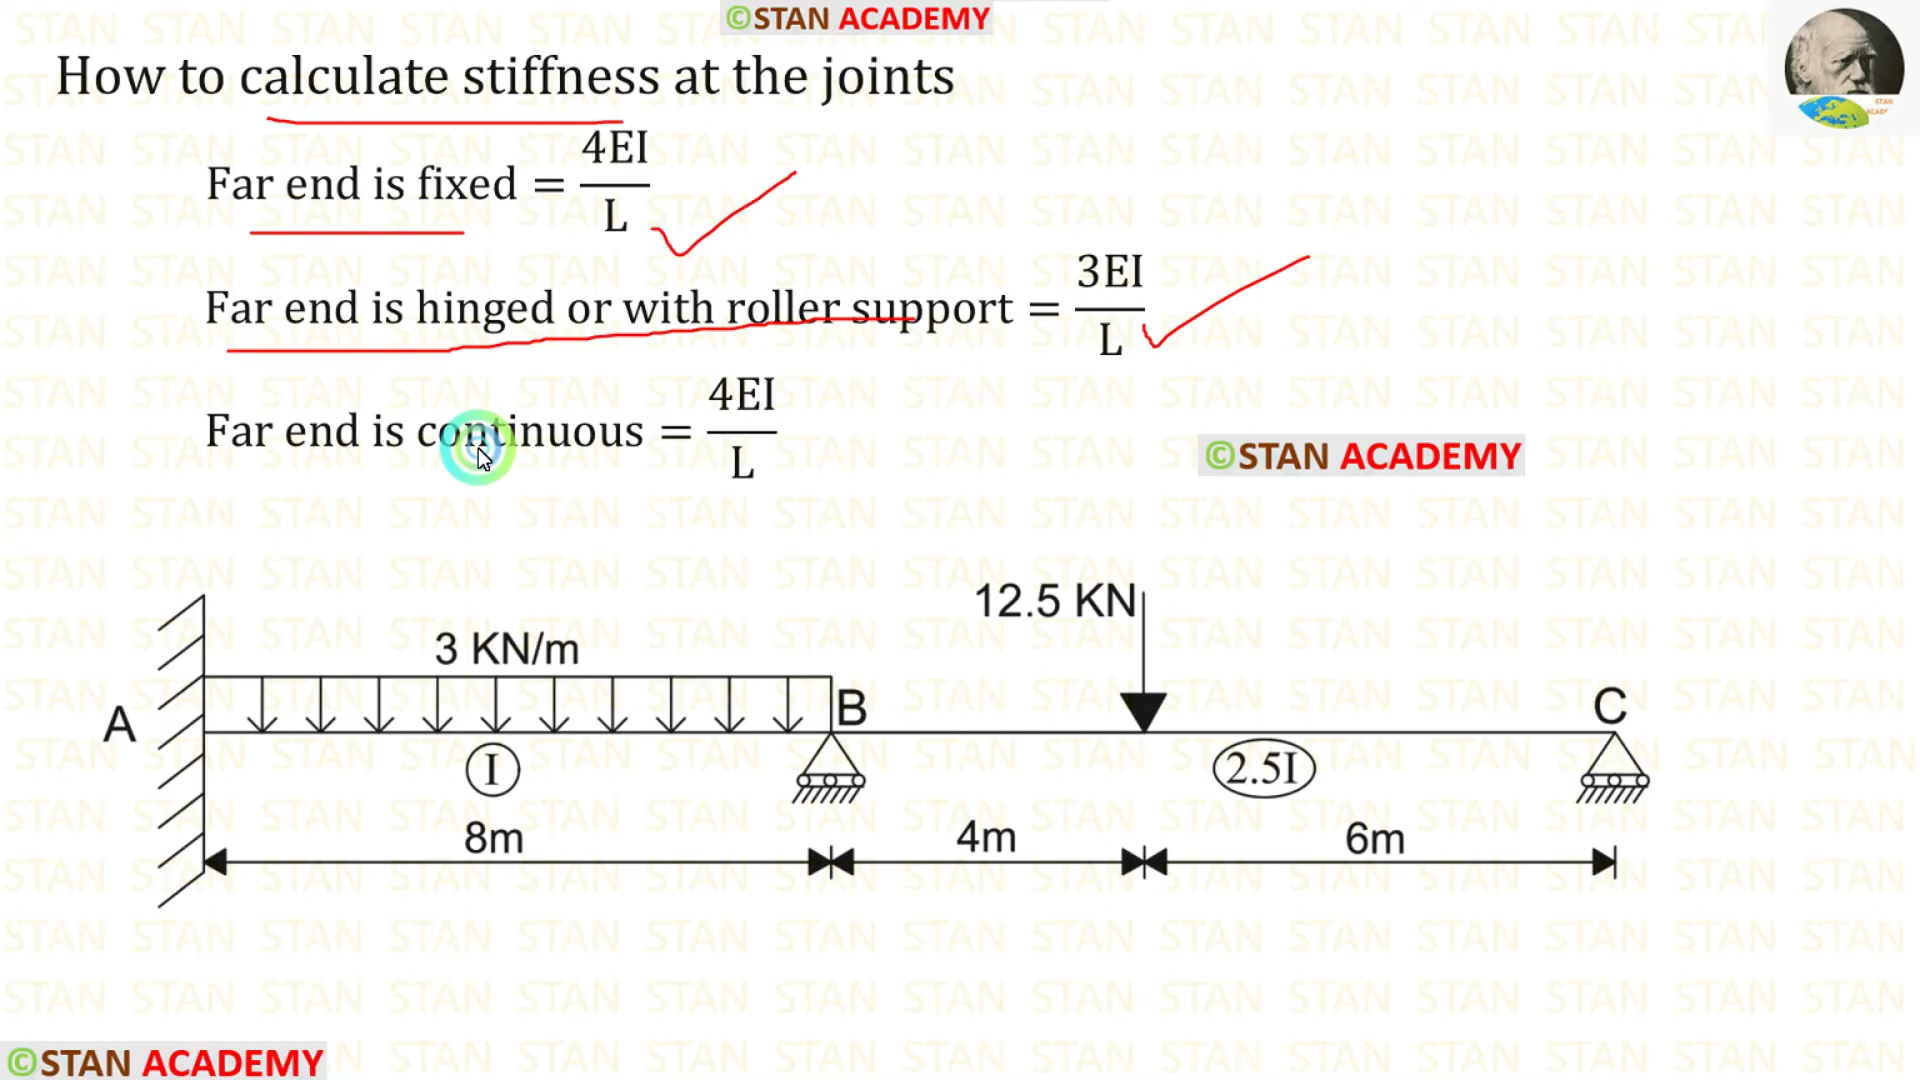 ©STAN ACADEMY
How to calculate stiffness at the joints
Far end is fixed = 4EI/L
Far end is hinged or with roller support = 3EI/L
Far end is continuous = 4EI/L
©STAN ACADEMY
12.5 KN
3 KN/m
A B C
I 2.5I
8m 4m 6m
©STAN ACADEMY